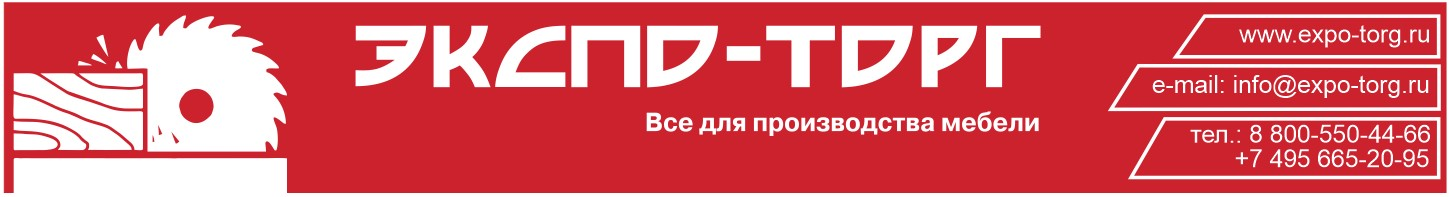 ЭКСПО-ТОРГ
Все для производства мебели
www.expo-torg.ru
e-mail: info@expo-torg.ru
тел.: 8 800-550-44-66
+7 495 665-20-95